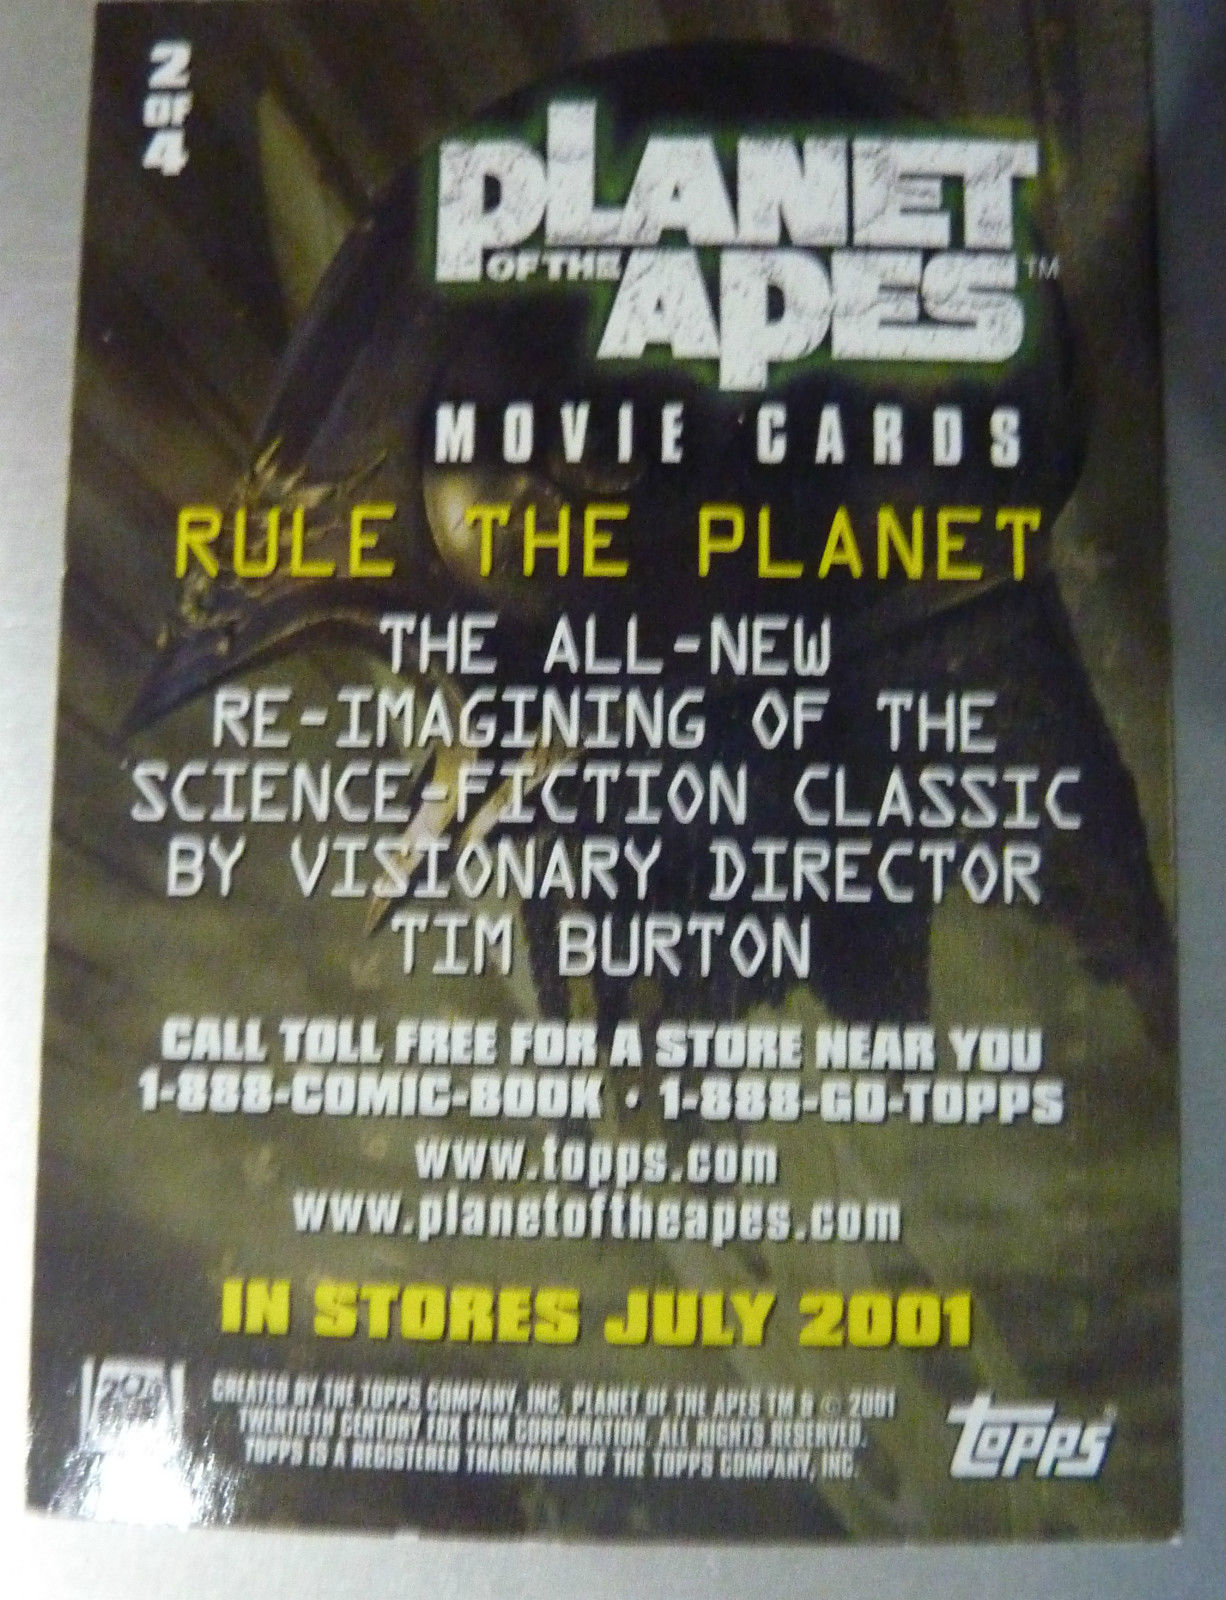 2
OF
4
PLANET
OF THE
APES™
MOVIE CARDS
RULE THE PLANET
THE ALL-NEW
RE-IMAGINING OF THE
SCIENCE-FICTION CLASSIC
BY VISIONARY DIRECTOR
TIM BURTON
CALL TOLL FREE FOR A STORE NEAR YOU
1-888-COMIC-BOOK • 1-888-GO-TOPPS
www.topps.com
www.planetoftheapes.com
IN STORES JULY 2001
CREATED BY THE TOPPS COMPANY, INC. PLANET OF THE APES TM & © 2001
TWENTIETH CENTURY FOX FILM CORPORATION. ALL RIGHTS RESERVED.
TOPPS IS A REGISTERED TRADEMARK OF THE TOPPS COMPANY, INC.
topps